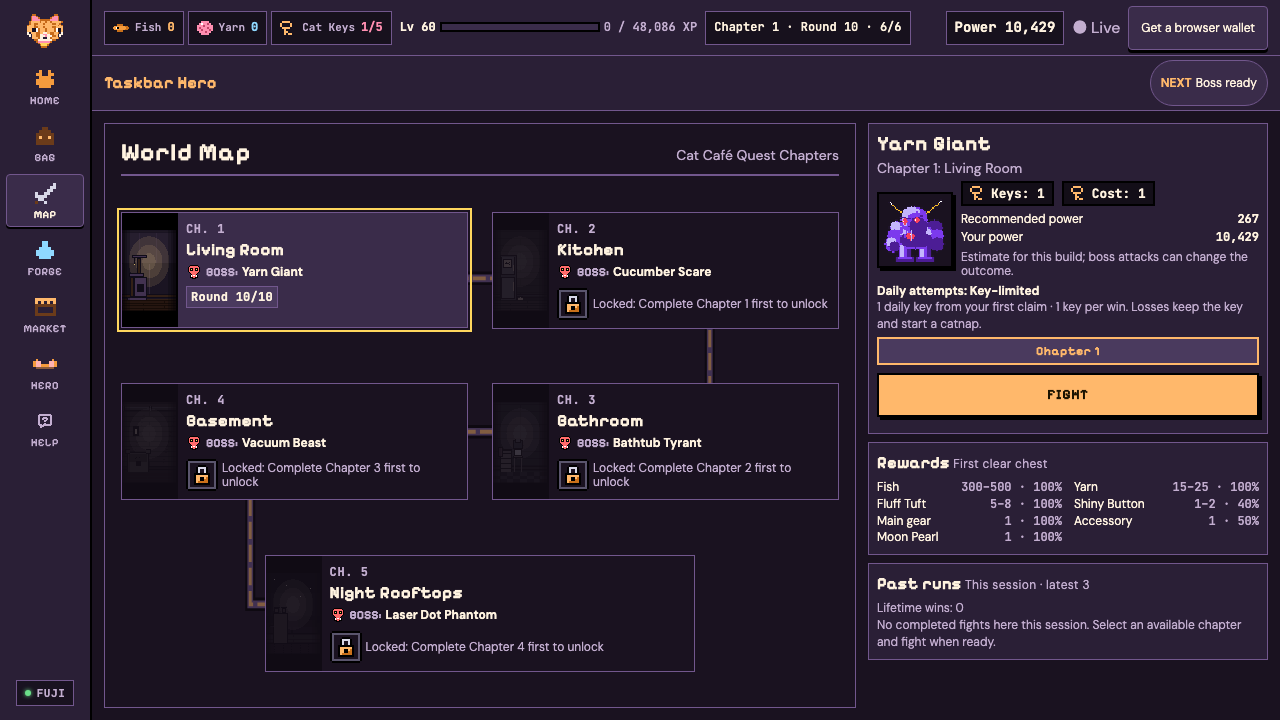 Fish 0
Yarn 0
Cat Keys 1/5
Lv 60
0 / 48,086 XP
Chapter 1 · Round 10 · 6/6
Power 10,429
Live
Get a browser wallet
HOME
BAG
MAP
FORGE
MARKET
HERO
HELP
FUJI
Taskbar Hero
NEXT Boss ready
World Map
Cat Café Quest Chapters
CH. 1
Living Room
BOSS: Yarn Giant
Round 10/10
CH. 2
Kitchen
BOSS: Cucumber Scare
Locked: Complete Chapter 1 first to unlock
CH. 4
Basement
BOSS: Vacuum Beast
Locked: Complete Chapter 3 first to
unlock
CH. 3
Bathroom
BOSS: Bathtub Tyrant
Locked: Complete Chapter 2 first to
unlock
CH. 5
Night Rooftops
BOSS: Laser Dot Phantom
Locked: Complete Chapter 4 first to unlock
Yarn Giant
Chapter 1: Living Room
Keys: 1
Cost: 1
Recommended power 267
Your power 10,429
Estimate for this build; boss attacks can change the
outcome.
Daily attempts: Key-limited
1 daily key from your first claim · 1 key per win. Losses keep the key
and start a catnap.
Chapter 1
FIGHT
Rewards First clear chest
Fish 300–500 · 100% Yarn 15–25 · 100%
Fluff Tuft 5–8 · 100% Shiny Button 1–2 · 40%
Main gear 1 · 100% Accessory 1 · 50%
Moon Pearl 1 · 100%
Past runs This session · latest 3
Lifetime wins: 0
No completed fights here this session. Select an available chapter
and fight when ready.